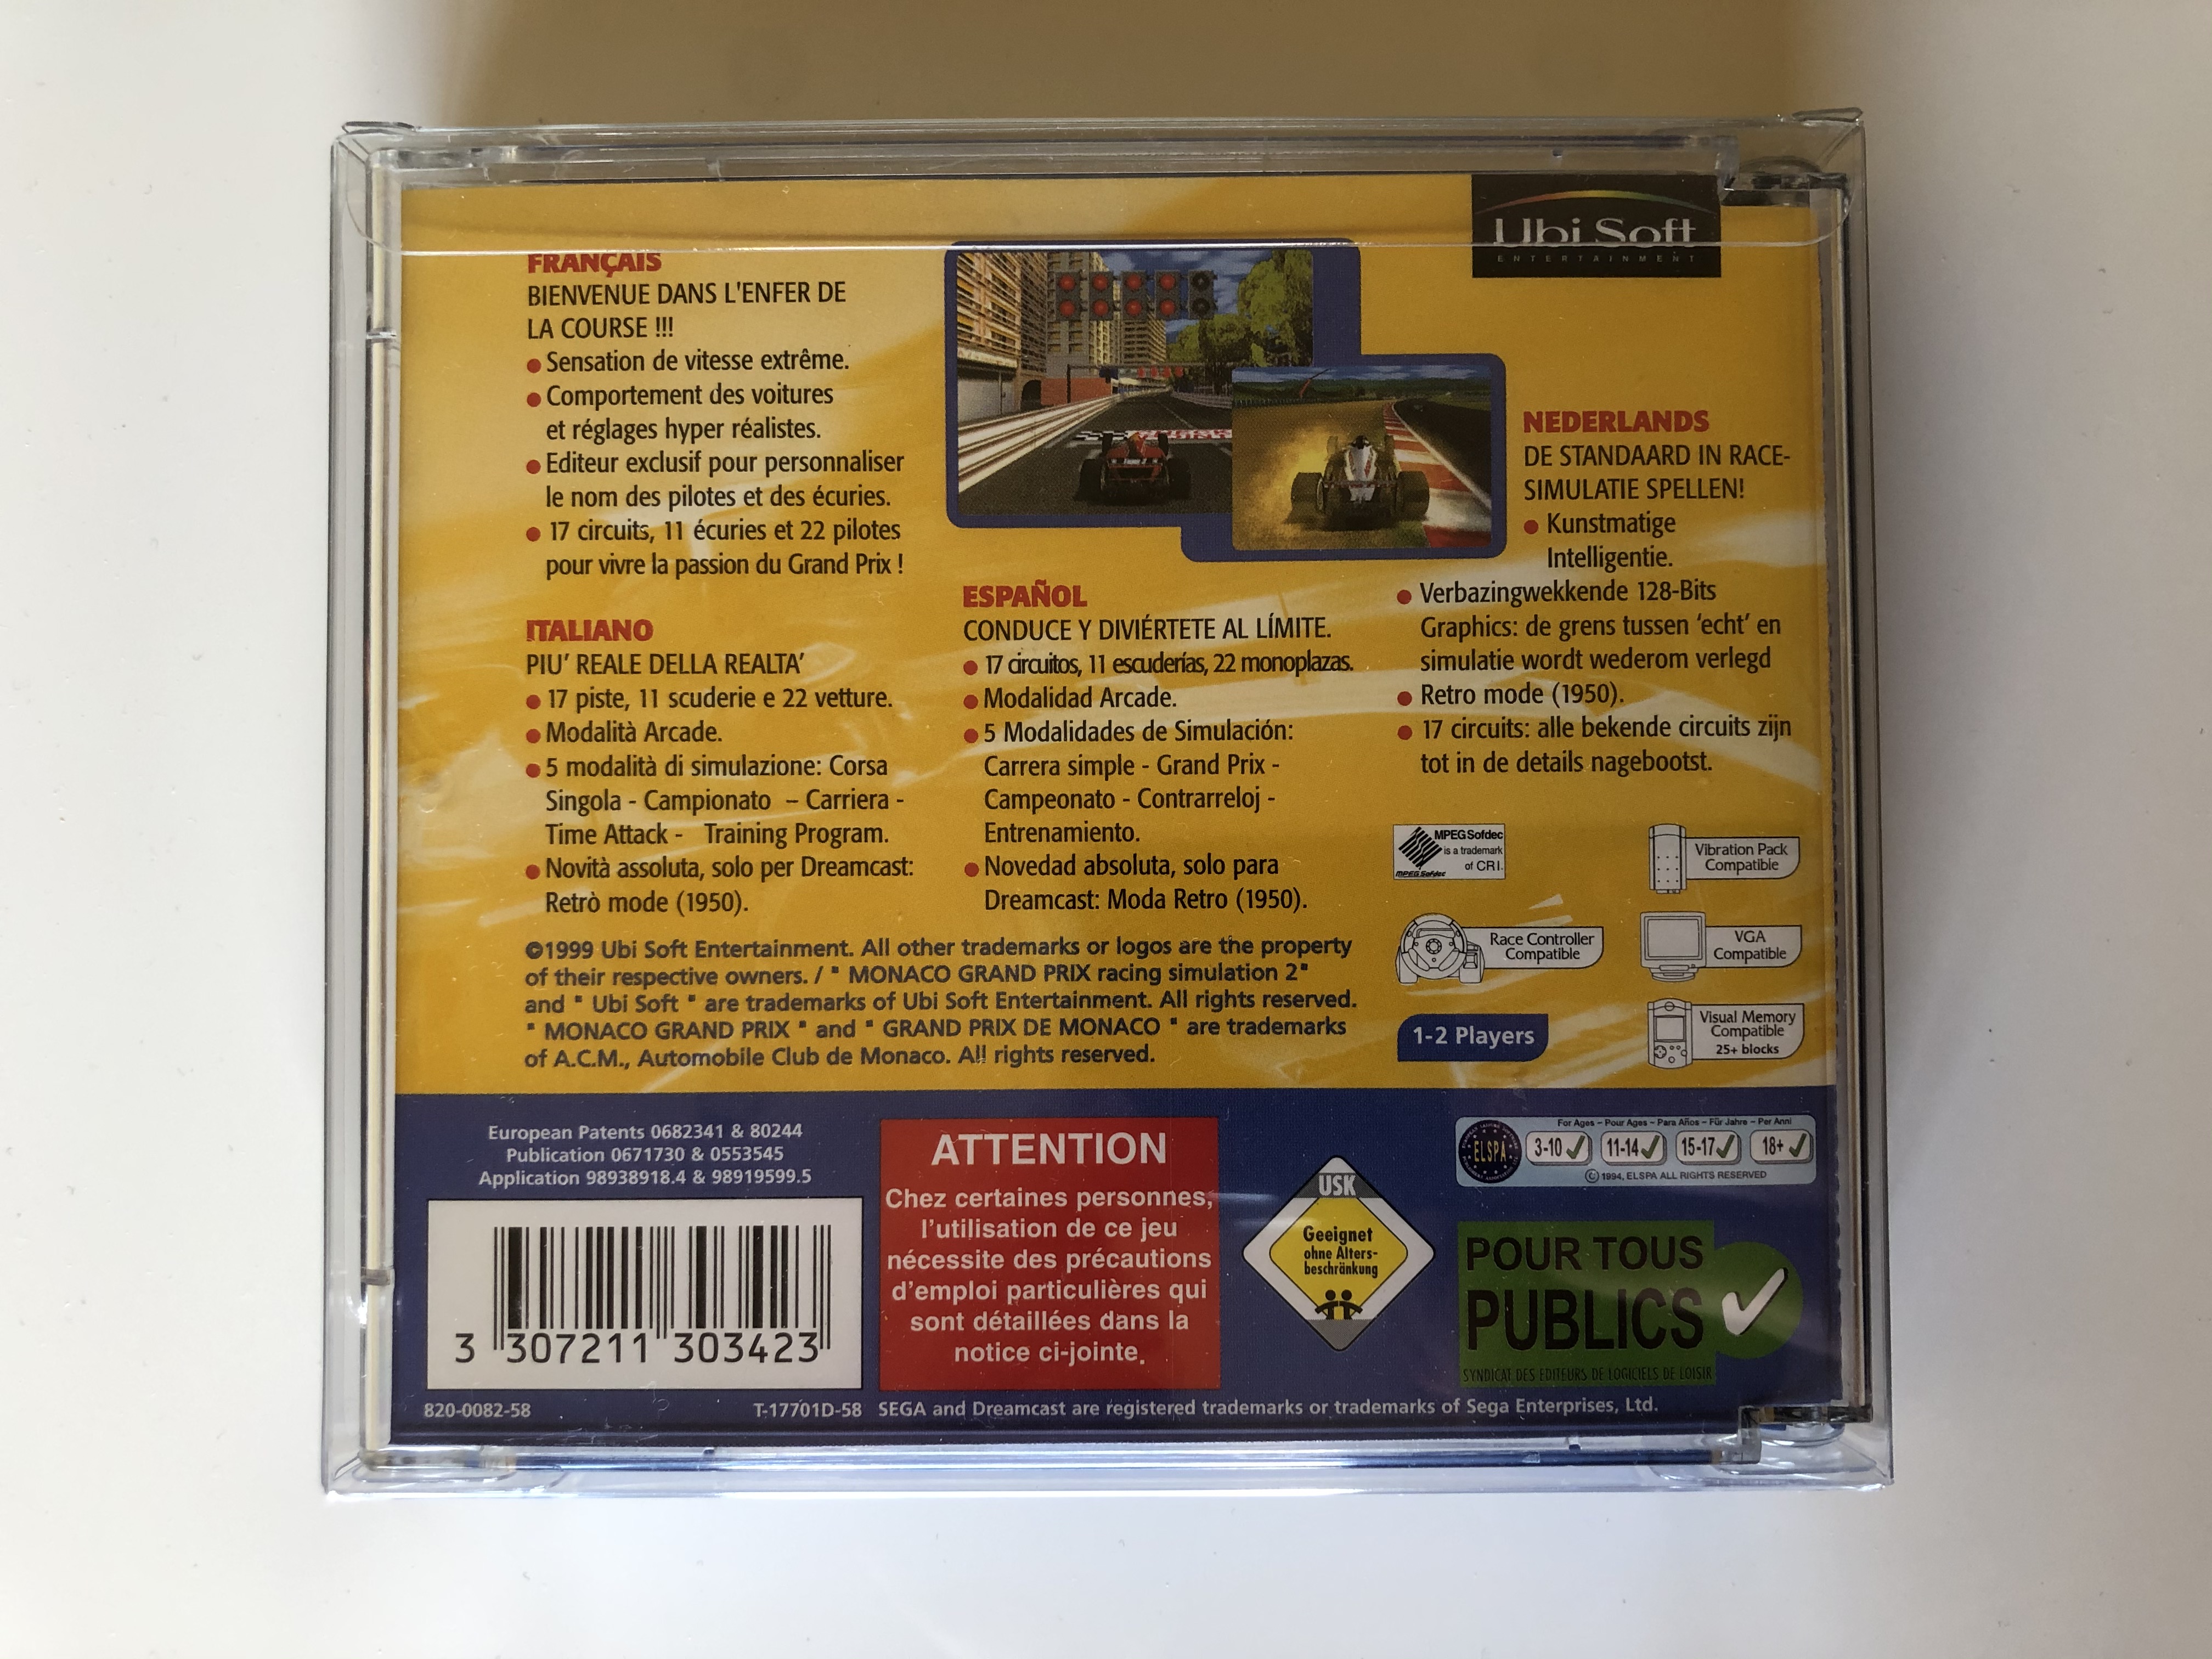 Ubi Soft
ENTERTAINMENT
FRANÇAIS
BIENVENUE DANS L'ENFER DE
LA COURSE !!!
● Sensation de vitesse extrême.
● Comportement des voitures
et réglages hyper réalistes.
● Editeur exclusif pour personnaliser
le nom des pilotes et des écuries.
● 17 circuits, 11 écuries et 22 pilotes
pour vivre la passion du Grand Prix !
ITALIANO
PIU' REALE DELLA REALTA'
● 17 piste, 11 scuderie e 22 vetture.
● Modalità Arcade.
● 5 modalità di simulazione: Corsa
Singola - Campionato – Carriera -
Time Attack - Training Program.
● Novità assoluta, solo per Dreamcast:
Retrò mode (1950).
ESPAÑOL
CONDUCE Y DIVIÉRTETE AL LÍMITE.
● 17 circuitos, 11 escuderías, 22 monoplazas.
● Modalidad Arcade.
● 5 Modalidades de Simulación:
Carrera simple - Grand Prix -
Campeonato - Contrarreloj -
Entrenamiento.
● Novedad absoluta, solo para
Dreamcast: Moda Retro (1950).
NEDERLANDS
DE STANDAARD IN RACE-
SIMULATIE SPELLEN!
● Kunstmatige
Intelligentie.
● Verbazingwekkende 128-Bits
Graphics: de grens tussen 'echt' en
simulatie wordt wederom verlegd
● Retro mode (1950).
● 17 circuits: alle bekende circuits zijn
tot in de details nagebootst.
MPEG Sofdec
is a trademark
of CRI.
MPEG Sofdec
Vibration Pack
Compatible
Race Controller
Compatible
VGA
Compatible
1-2 Players
Visual Memory
Compatible
25+ blocks
©1999 Ubi Soft Entertainment. All other trademarks or logos are the property
of their respective owners. / " MONACO GRAND PRIX racing simulation 2"
and " Ubi Soft " are trademarks of Ubi Soft Entertainment. All rights reserved.
" MONACO GRAND PRIX " and " GRAND PRIX DE MONACO " are trademarks
of A.C.M., Automobile Club de Monaco. All rights reserved.
European Patents 0682341 & 80244
Publication 0671730 & 0553545
Application 98938918.4 & 98919599.5
3 307211 303423
820-0082-58
T-17701D-58
ATTENTION
Chez certaines personnes,
l'utilisation de ce jeu
nécessite des précautions
d'emploi particulières qui
sont détaillées dans la
notice ci-jointe.
USK
Geeignet
ohne Alters-
beschränkung
For Ages – Pour Ages – Para Años – Für Jahre – Per Anni
ELSPA
3-10 11-14 15-17 18+
© 1994, ELSPA ALL RIGHTS RESERVED
POUR TOUS
PUBLICS
SYNDICAT DES EDITEURS DE LOGICIELS DE LOISIR
SEGA and Dreamcast are registered trademarks or trademarks of Sega Enterprises, Ltd.